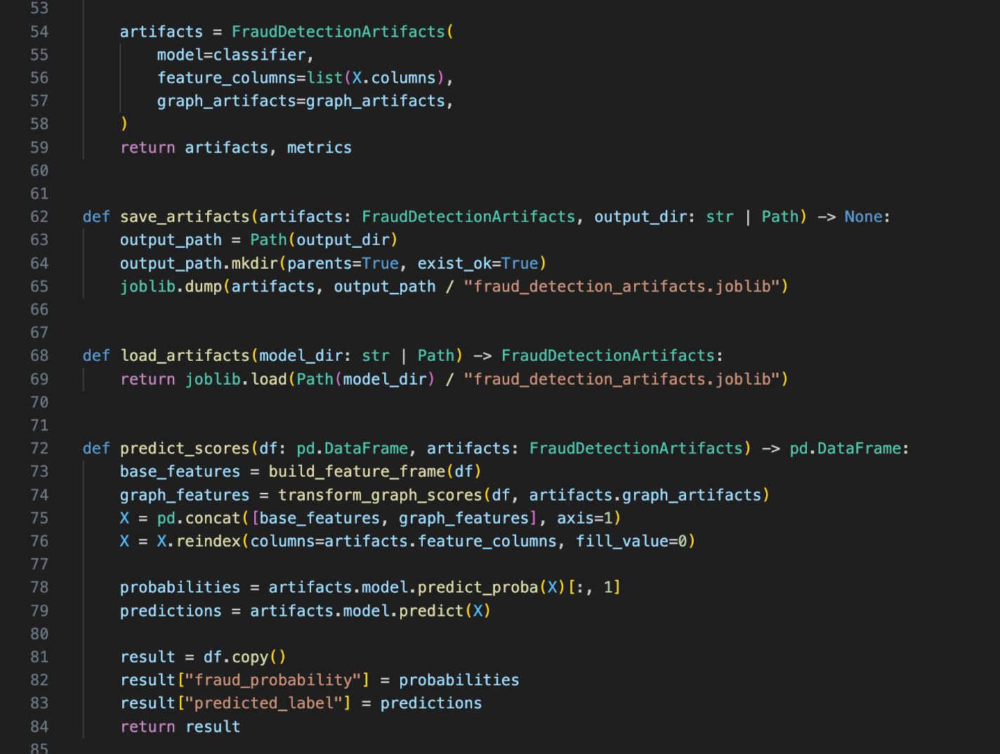 53
54 artifacts = FraudDetectionArtifacts(
55 model=classifier,
56 feature_columns=list(X.columns),
57 graph_artifacts=graph_artifacts,
58 )
59 return artifacts, metrics
60
61
62 def save_artifacts(artifacts: FraudDetectionArtifacts, output_dir: str | Path) -> None:
63 output_path = Path(output_dir)
64 output_path.mkdir(parents=True, exist_ok=True)
65 joblib.dump(artifacts, output_path / "fraud_detection_artifacts.joblib")
66
67
68 def load_artifacts(model_dir: str | Path) -> FraudDetectionArtifacts:
69 return joblib.load(Path(model_dir) / "fraud_detection_artifacts.joblib")
70
71
72 def predict_scores(df: pd.DataFrame, artifacts: FraudDetectionArtifacts) -> pd.DataFrame:
73 base_features = build_feature_frame(df)
74 graph_features = transform_graph_scores(df, artifacts.graph_artifacts)
75 X = pd.concat([base_features, graph_features], axis=1)
76 X = X.reindex(columns=artifacts.feature_columns, fill_value=0)
77
78 probabilities = artifacts.model.predict_proba(X)[:, 1]
79 predictions = artifacts.model.predict(X)
80
81 result = df.copy()
82 result["fraud_probability"] = probabilities
83 result["predicted_label"] = predictions
84 return result
85